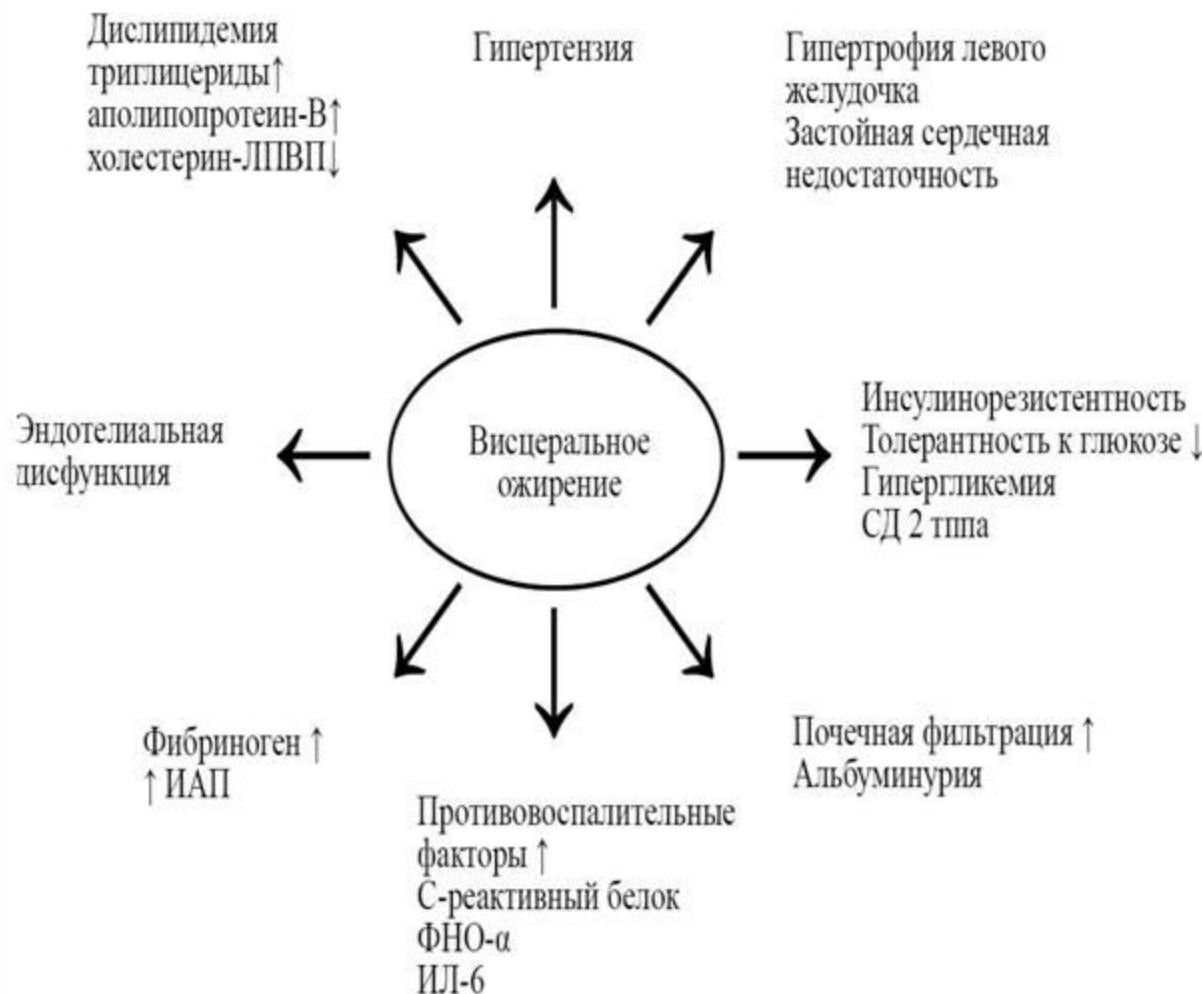 Дислипидемия
триглицериды↑
аполипопротеин-В↑
холестерин-ЛПВП↓
Гипертензия
Гипертрофия левого
желудочка
Застойная сердечная
недостаточность
Эндотелиальная
дисфункция
Висцеральное
ожирение
Инсулинорезистентность
Толерантность к глюкозе ↓
Гипергликемия
СД 2 тппа
Фибриноген ↑
↑ ИАП
Противовоспалительные
факторы ↑
С-реактивный белок
ФНО-α
ИЛ-6
Почечная фильтрация ↑
Альбуминурия